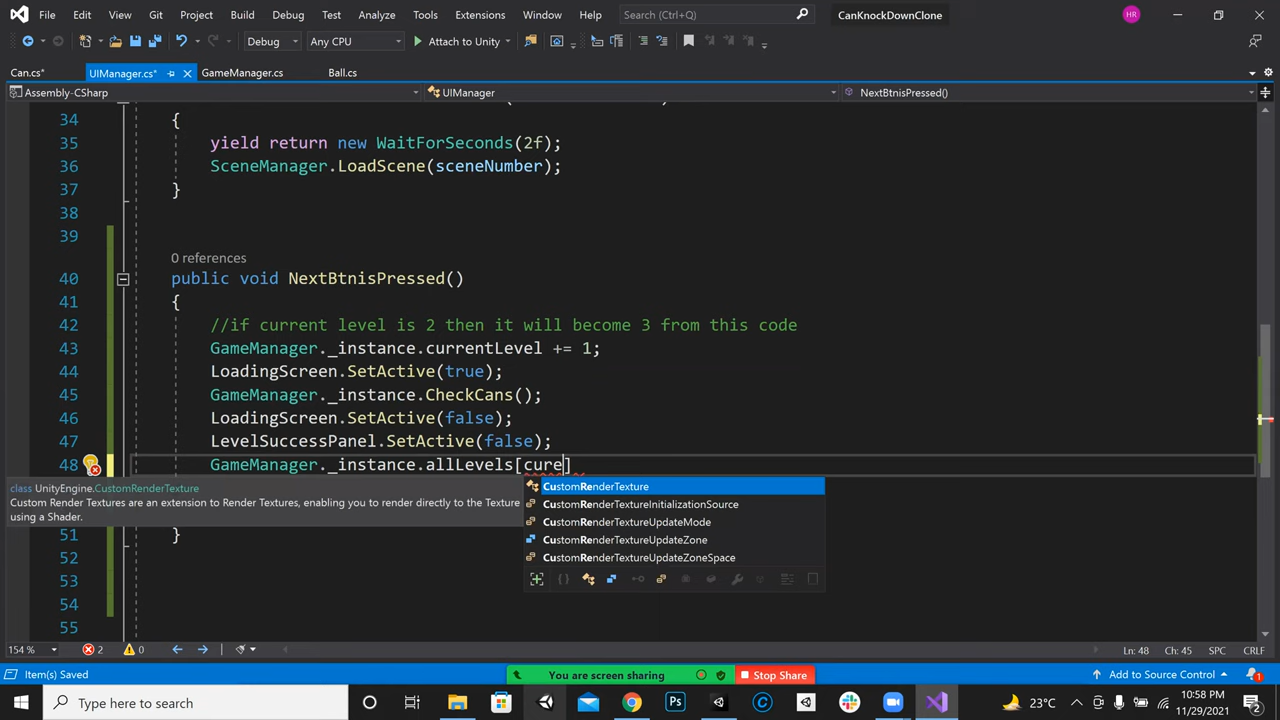 File Edit View Git Project Build Debug Test Analyze Tools Extensions Window Help Search (Ctrl+Q) CanKnockDownClone HR
Debug Any CPU Attach to Unity
Can.cs* UIManager.cs* GameManager.cs Ball.cs
Assembly-CSharp UIManager NextBtnisPressed()
34 {
35 yield return new WaitForSeconds(2f);
36 SceneManager.LoadScene(sceneNumber);
37 }
38
39
0 references
40 public void NextBtnisPressed()
41 {
42 //if current level is 2 then it will become 3 from this code
43 GameManager._instance.currentLevel += 1;
44 LoadingScreen.SetActive(true);
45 GameManager._instance.CheckCans();
46 LoadingScreen.SetActive(false);
47 LevelSuccessPanel.SetActive(false);
48 GameManager._instance.allLevels[cure]
class UnityEngine.CustomRenderTexture
Custom Render Textures are an extension to Render Textures, enabling you to render directly to the Texture
using a Shader.
CustomRenderTexture
CustomRenderTextureInitializationSource
CustomRenderTextureUpdateMode
CustomRenderTextureUpdateZone
CustomRenderTextureUpdateZoneSpace
51 }
52
53
54
55
154 % 2 0 Ln: 48 Ch: 45 SPC CRLF
Item(s) Saved You are screen sharing Stop Share Add to Source Control 1
Type here to search Ps 23°C 10:58 PM
11/29/2021